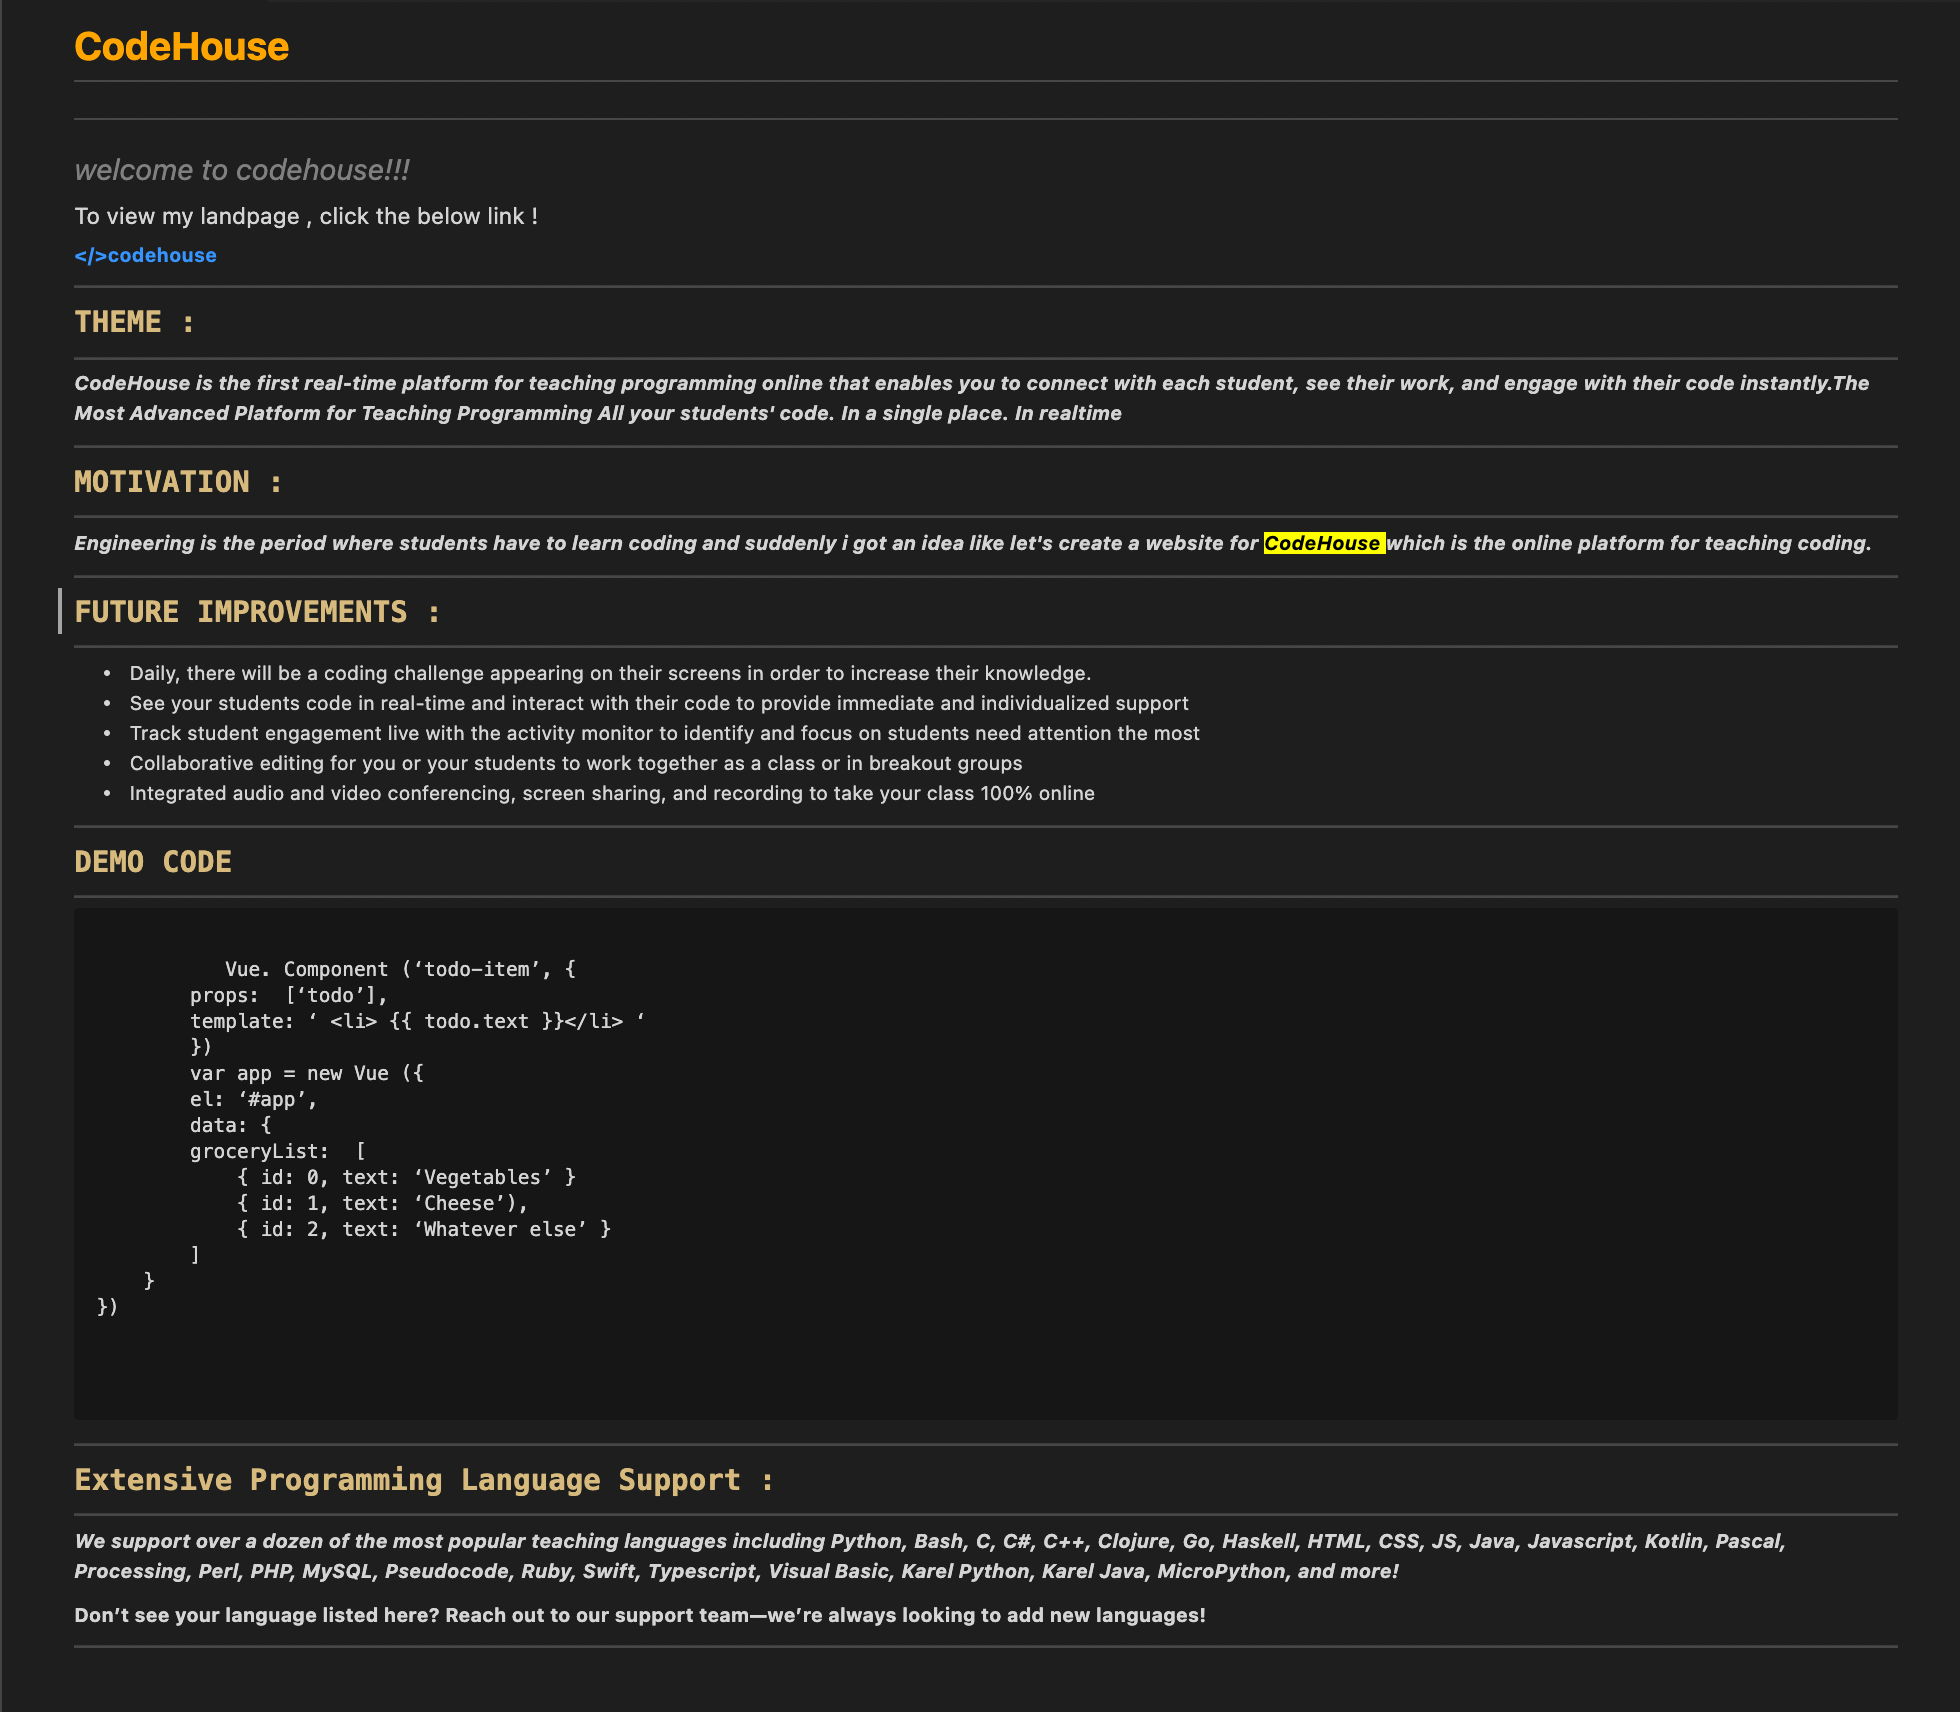 CodeHouse
welcome to codehouse!!!
To view my landpage , click the below link !
</>codehouse
THEME :
CodeHouse is the first real-time platform for teaching programming online that enables you to connect with each student, see their work, and engage with their code instantly.The
Most Advanced Platform for Teaching Programming All your students' code. In a single place. In realtime
MOTIVATION :
Engineering is the period where students have to learn coding and suddenly i got an idea like let's create a website for CodeHouse which is the online platform for teaching coding.
FUTURE IMPROVEMENTS :
• Daily, there will be a coding challenge appearing on their screens in order to increase their knowledge.
• See your students code in real-time and interact with their code to provide immediate and individualized support
• Track student engagement live with the activity monitor to identify and focus on students need attention the most
• Collaborative editing for you or your students to work together as a class or in breakout groups
• Integrated audio and video conferencing, screen sharing, and recording to take your class 100% online
DEMO CODE
Vue. Component (‘todo–item’, {
props:  [‘todo’],
template: ‘ <li> {{ todo.text }}</li> ‘
})
var app = new Vue ({
el: ‘#app’,
data: {
groceryList:  [
{ id: 0, text: ‘Vegetables’ }
{ id: 1, text: ‘Cheese’),
{ id: 2, text: ‘Whatever else’ }
]
}
})
Extensive Programming Language Support :
We support over a dozen of the most popular teaching languages including Python, Bash, C, C#, C++, Clojure, Go, Haskell, HTML, CSS, JS, Java, Javascript, Kotlin, Pascal,
Processing, Perl, PHP, MySQL, Pseudocode, Ruby, Swift, Typescript, Visual Basic, Karel Python, Karel Java, MicroPython, and more!
Don’t see your language listed here? Reach out to our support team—we’re always looking to add new languages!